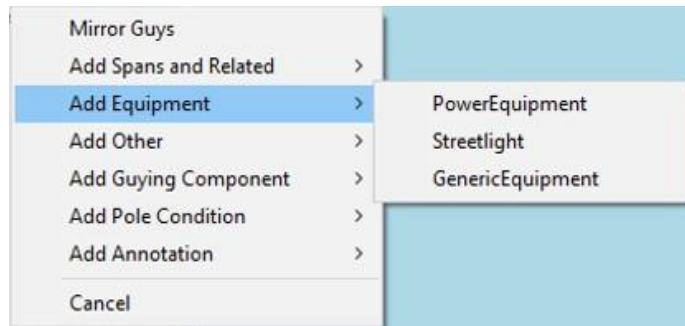 Mirror Guys
Add Spans and Related >
Add Equipment >
PowerEquipment
Add Other >
Streetlight
Add Guying Component >
GenericEquipment
Add Pole Condition >
Add Annotation >
Cancel